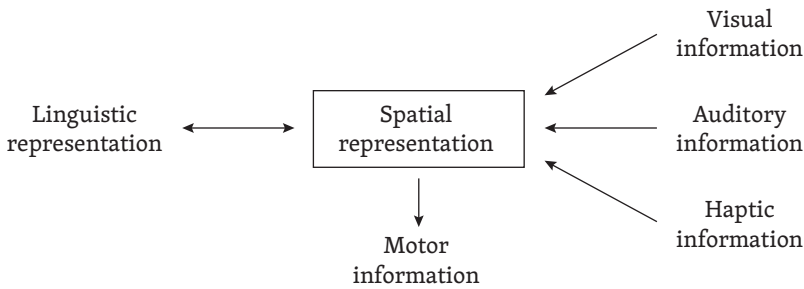 Visual
information
Linguistic
representation
Spatial
representation
Auditory
information
Haptic
information
Motor
information